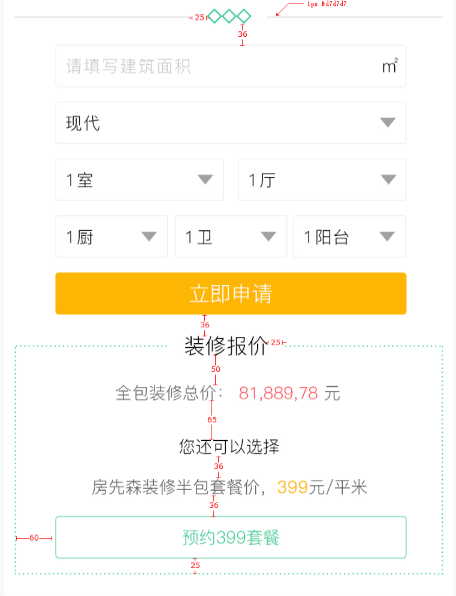 25
1px #d7d7d7
36
请填写建筑面积 ㎡
现代
1室 1厅
1厨 1卫 1阳台
立即申请
36
装修报价 25
50
全包装修总价： 81,889,78 元
65
您还可以选择
36
房先森装修半包套餐价，399元/平米
36
预约399套餐
60
25